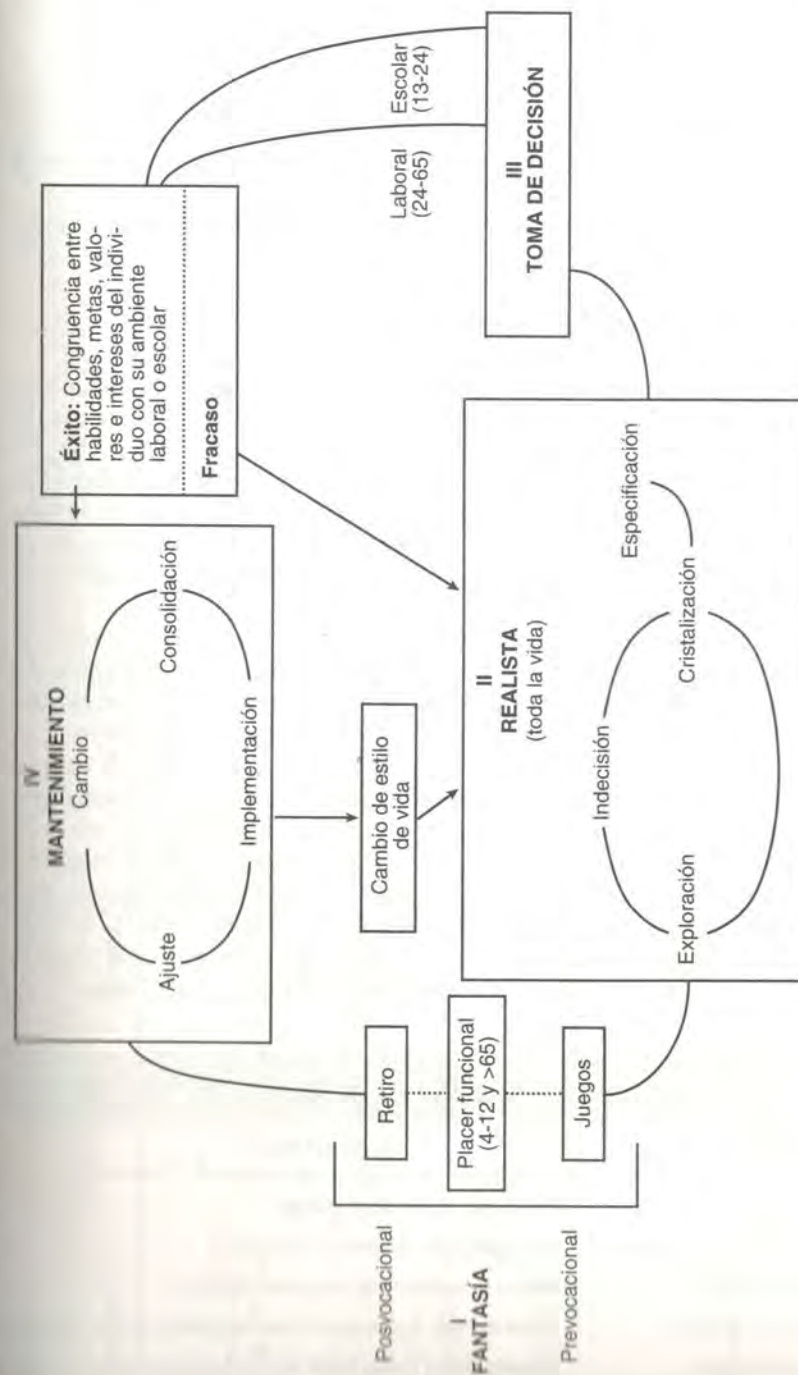 Posvocacional
I
FANTASÍA
Prevocacional
Retiro
Placer funcional
(4-12 y >65)
Juegos
IV
MANTENIMIENTO
Cambio
Ajuste
Consolidación
Implementación
Cambio de estilo
de vida
II
REALISTA
(toda la vida)
Indecisión
Exploración
Cristalización
Especificación
Éxito: Congruencia entre
habilidades, metas, valo-
res e intereses del indivi-
duo con su ambiente
laboral o escolar
Fracaso
Laboral
(24-65)
Escolar
(13-24)
III
TOMA DE DECISIÓN